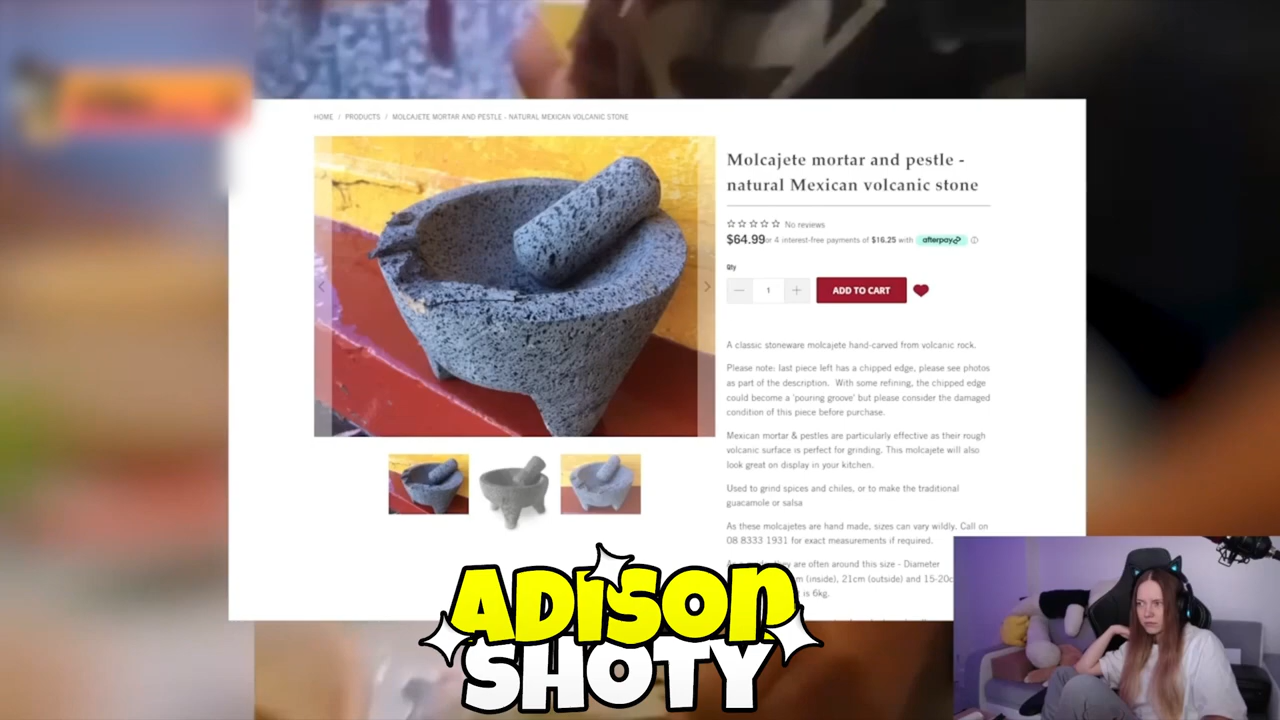 HOME / PRODUCTS / MOLCAJETE MORTAR AND PESTLE - NATURAL MEXICAN VOLCANIC STONE
Molcajete mortar and pestle -
natural Mexican volcanic stone
No reviews
$64.99 or 4 interest-free payments of $16.25 with afterpay
Qty
1
ADD TO CART
A classic stoneware molcajete hand-carved from volcanic rock.
Please note: last piece left has a chipped edge, please see photos
as part of the description. With some refining, the chipped edge
could become a 'pouring groove' but please consider the damaged
condition of this piece before purchase.
Mexican mortar & pestles are particularly effective as their rough
volcanic surface is perfect for grinding. This molcajete will also
look great on display in your kitchen.
Used to grind spices and chiles, or to make the traditional
guacamole or salsa
As these molcajetes are hand made, sizes can vary wildly. Call on
08 8333 1931 for exact measurements if required.
they are often around this size - Diameter
(inside), 21cm (outside) and 15-20c
is 6kg.
ADISON
SHOTY